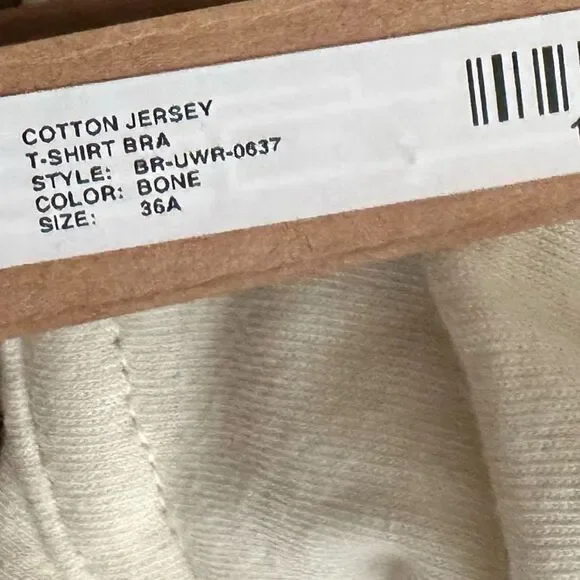 COTTON JERSEY
T-SHIRT BRA
STYLE: BR-UWR-0637
COLOR: BONE
SIZE: 36A